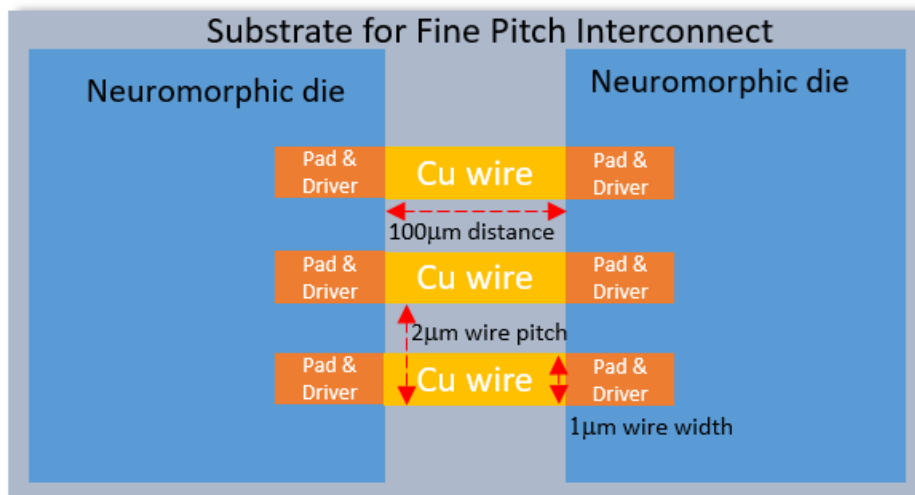 Substrate for Fine Pitch Interconnect
Neuromorphic die
Neuromorphic die
Pad &
Driver
Cu wire
Pad &
Driver
100μm distance
Pad &
Driver
Cu wire
Pad &
Driver
2μm wire pitch
Pad &
Driver
Cu wire
Pad &
Driver
1μm wire width